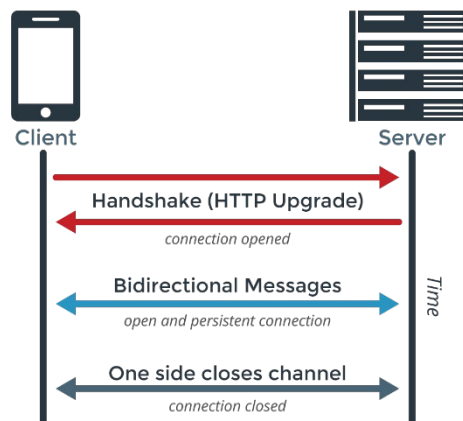 Client
Server
Handshake (HTTP Upgrade)
connection opened
Bidirectional Messages
open and persistent connection
Time
One side closes channel
connection closed